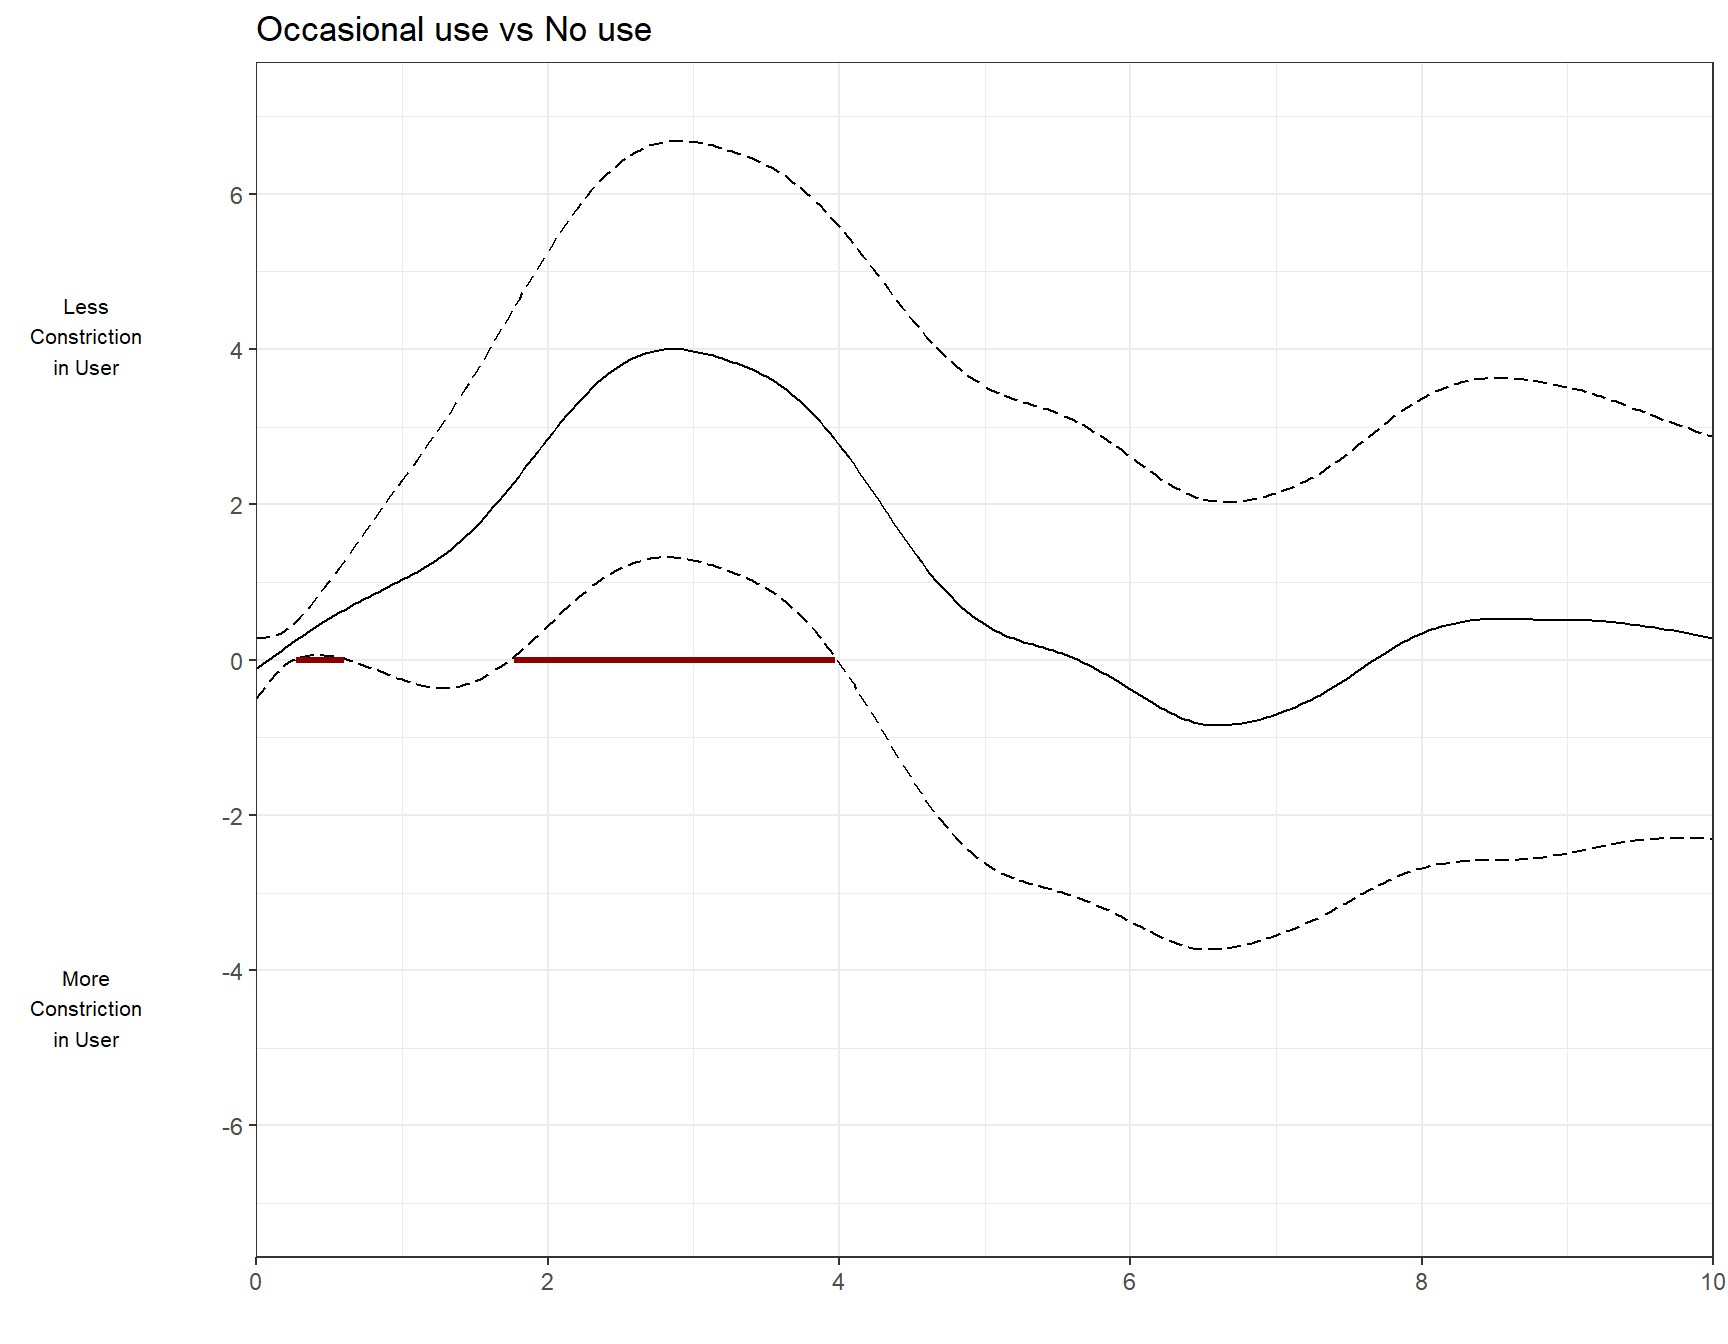 Occasional use vs No use
Less
Constriction
in User
More
Constriction
in User
6
4
2
0
-2
-4
-6
0 2 4 6 8 10